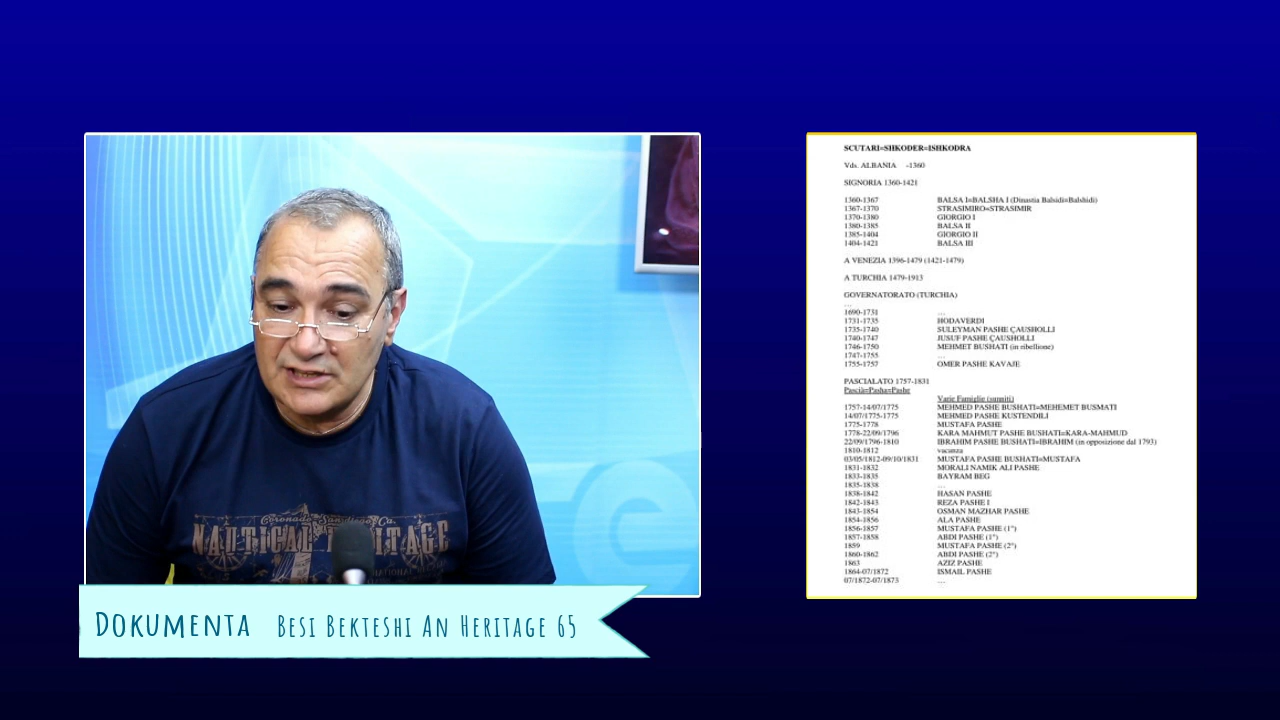 SCUTARI=SHKODER=ISHKODRA
Vds. ALBANIA -1360
SIGNORIA 1360-1421
1360-1367 BALSA I=BALSHA I (Dinastia Balsidi=Balshidi)
1367-1370 STRASIMIRO=STRASIMIR
1370-1380 GIORGIO I
1380-1385 BALSA II
1385-1404 GIORGIO II
1404-1421 BALSA III
A VENEZIA 1396-1479 (1421-1479)
A TURCHIA 1479-1913
GOVERNATORATO (TURCHIA)
...
1690-1731 ...
1731-1735 HODAVERDI
1735-1740 SULEYMAN PASHE ÇAUSHOLLI
1740-1747 JUSUF PASHE ÇAUSHOLLI
1746-1750 MEHMET BUSHATI (in ribellione)
1747-1755 ...
1755-1757 OMER PASHE KAVAJE
PASCIALATO 1757-1831
Pascià=Pasha=Pashe
Varie Famiglie (sunniti)
1757-14/07/1775 MEHMED PASHE BUSHATI=MEHEMET BUSMATI
14/07/1775-1775 MEHMED PASHE KUSTENDILI
1775-1778 MUSTAFA PASHE
1778-22/09/1796 KARA MAHMUT PASHE BUSHATI=KARA-MAHMUD
22/09/1796-1810 IBRAHIM PASHE BUSHATI=IBRAHIM (in opposizione dal 1793)
1810-1812 vacanza
03/05/1812-09/10/1831 MUSTAFA PASHE BUSHATI=MUSTAFA
1831-1832 MORALI NAMIK ALI PASHE
1833-1835 BAYRAM BEG
1835-1838 ...
1838-1842 HASAN PASHE
1842-1843 REZA PASHE I
1843-1854 OSMAN MAZHAR PASHE
1854-1856 ALA PASHE
1856-1857 MUSTAFA PASHE (1°)
1857-1858 ABDI PASHE (1°)
1859 MUSTAFA PASHE (2°)
1860-1862 ABDI PASHE (2°)
1863 AZIZ PASHE
1864-07/1872 ISMAIL PASHE
07/1872-07/1873 ...
Coronado San diego Ca.
NAUTICAL HERITAGE
DOKUMENTA BESI BEKTESHI AN HERITAGE 65